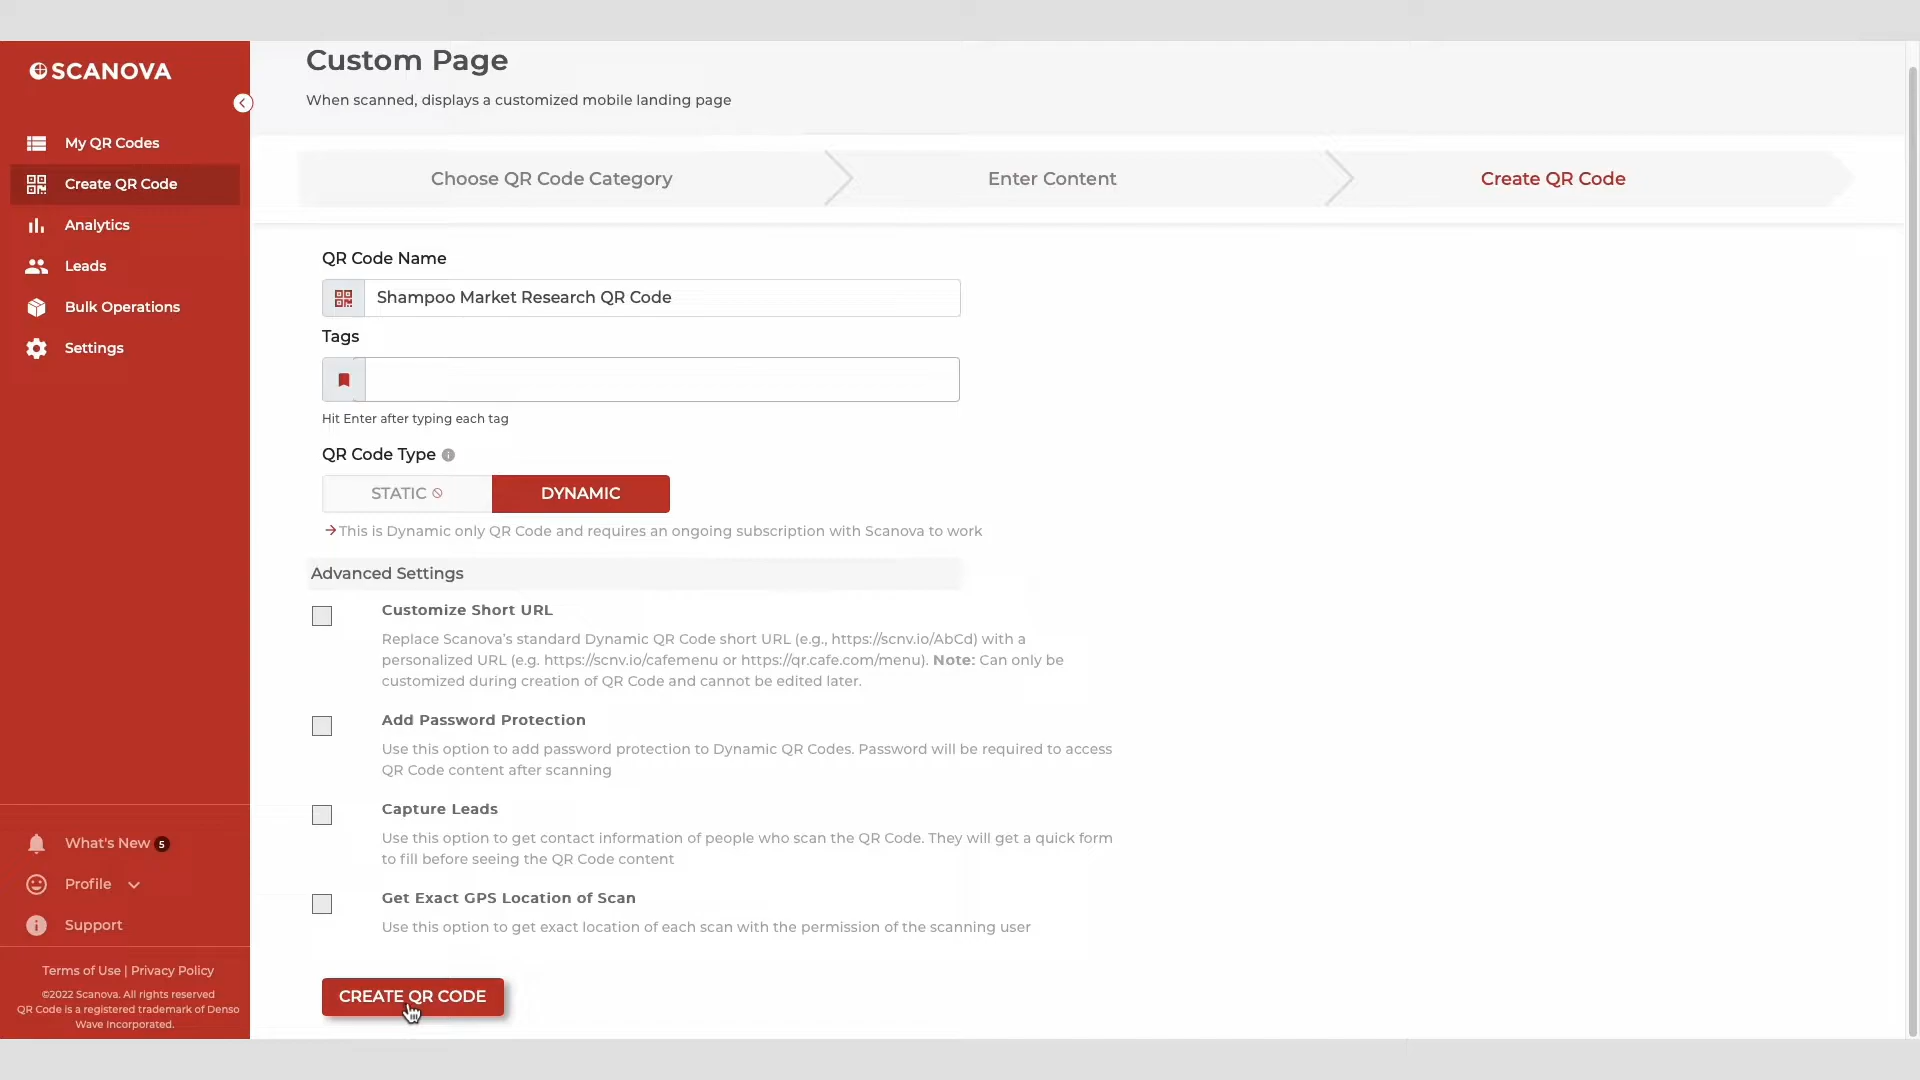 SCANOVA
My QR Codes
Create QR Code
Analytics
Leads
Bulk Operations
Settings
What's New 5
Profile
Support
Terms of Use | Privacy Policy
©2022 Scanova. All rights reserved
QR Code is a registered trademark of Denso
Wave Incorporated.
Custom Page
When scanned, displays a customized mobile landing page
Choose QR Code Category
Enter Content
Create QR Code
QR Code Name
Shampoo Market Research QR Code
Tags
Hit Enter after typing each tag
QR Code Type
STATIC
DYNAMIC
This is Dynamic only QR Code and requires an ongoing subscription with Scanova to work
Advanced Settings
Customize Short URL
Replace Scanova's standard Dynamic QR Code short URL (e.g., https://scnv.io/AbCd) with a
personalized URL (e.g. https://scnv.io/cafemenu or https://qr.cafe.com/menu). Note: Can only be
customized during creation of QR Code and cannot be edited later.
Add Password Protection
Use this option to add password protection to Dynamic QR Codes. Password will be required to access
QR Code content after scanning
Capture Leads
Use this option to get contact information of people who scan the QR Code. They will get a quick form
to fill before seeing the QR Code content
Get Exact GPS Location of Scan
Use this option to get exact location of each scan with the permission of the scanning user
CREATE QR CODE